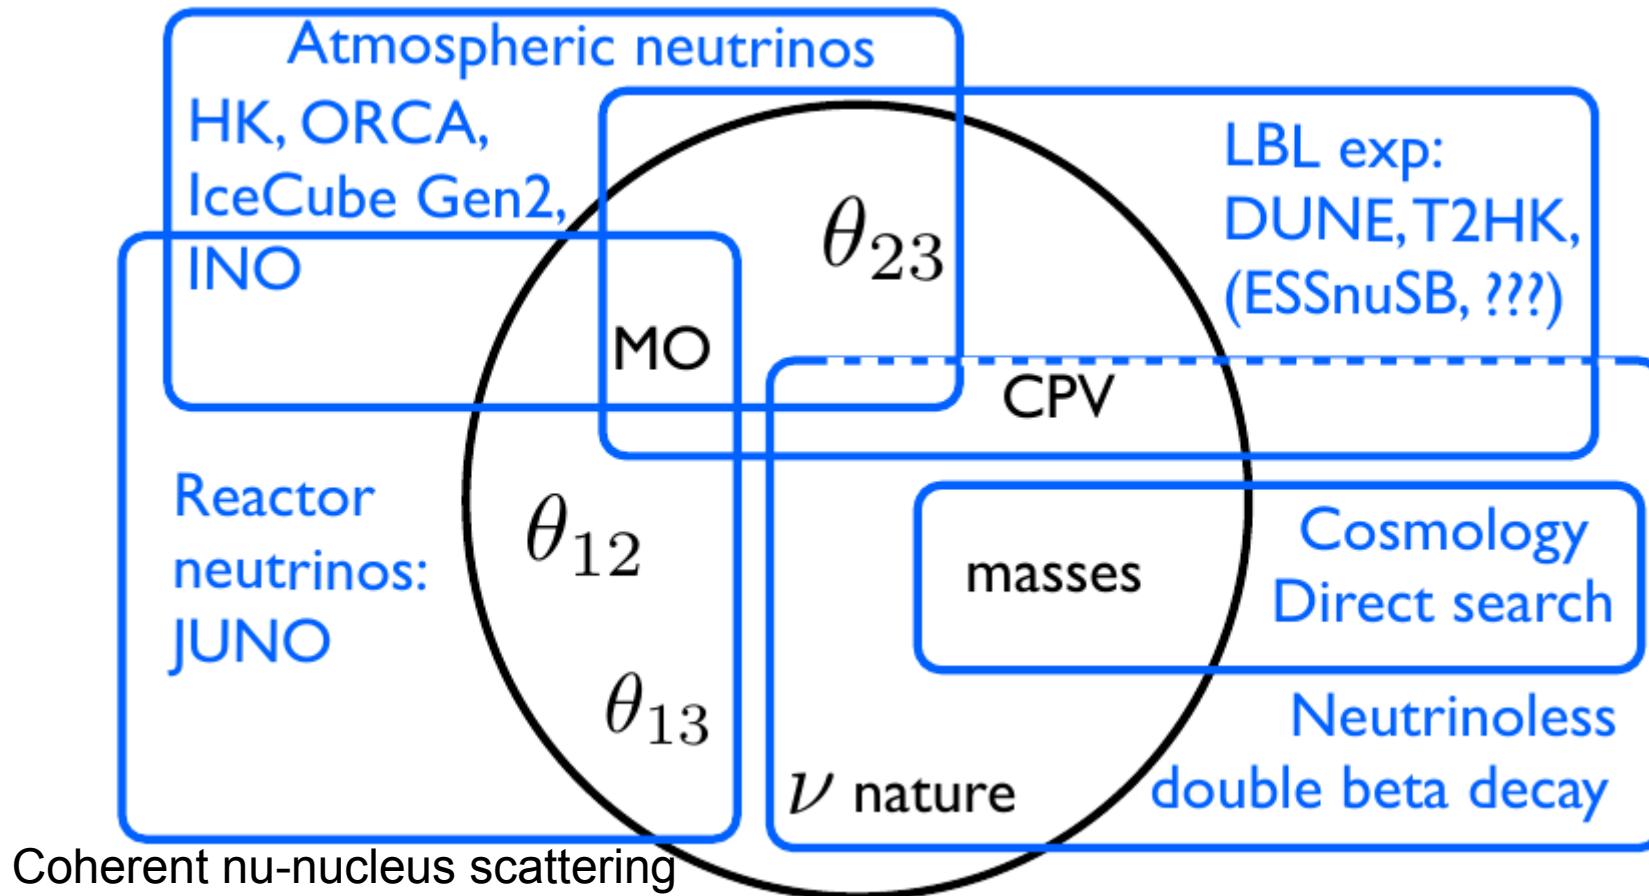 Atmospheric neutrinos
HK, ORCA,
IceCube Gen2,
INO
LBL exp:
DUNE, T2HK,
(ESSnuSB, ???)
θ₂₃
MO
CPV
Reactor
neutrinos:
JUNO
θ₁₂
θ₁₃
masses
Cosmology
Direct search
Neutrinoless
double beta decay
ν nature
Coherent nu-nucleus scattering